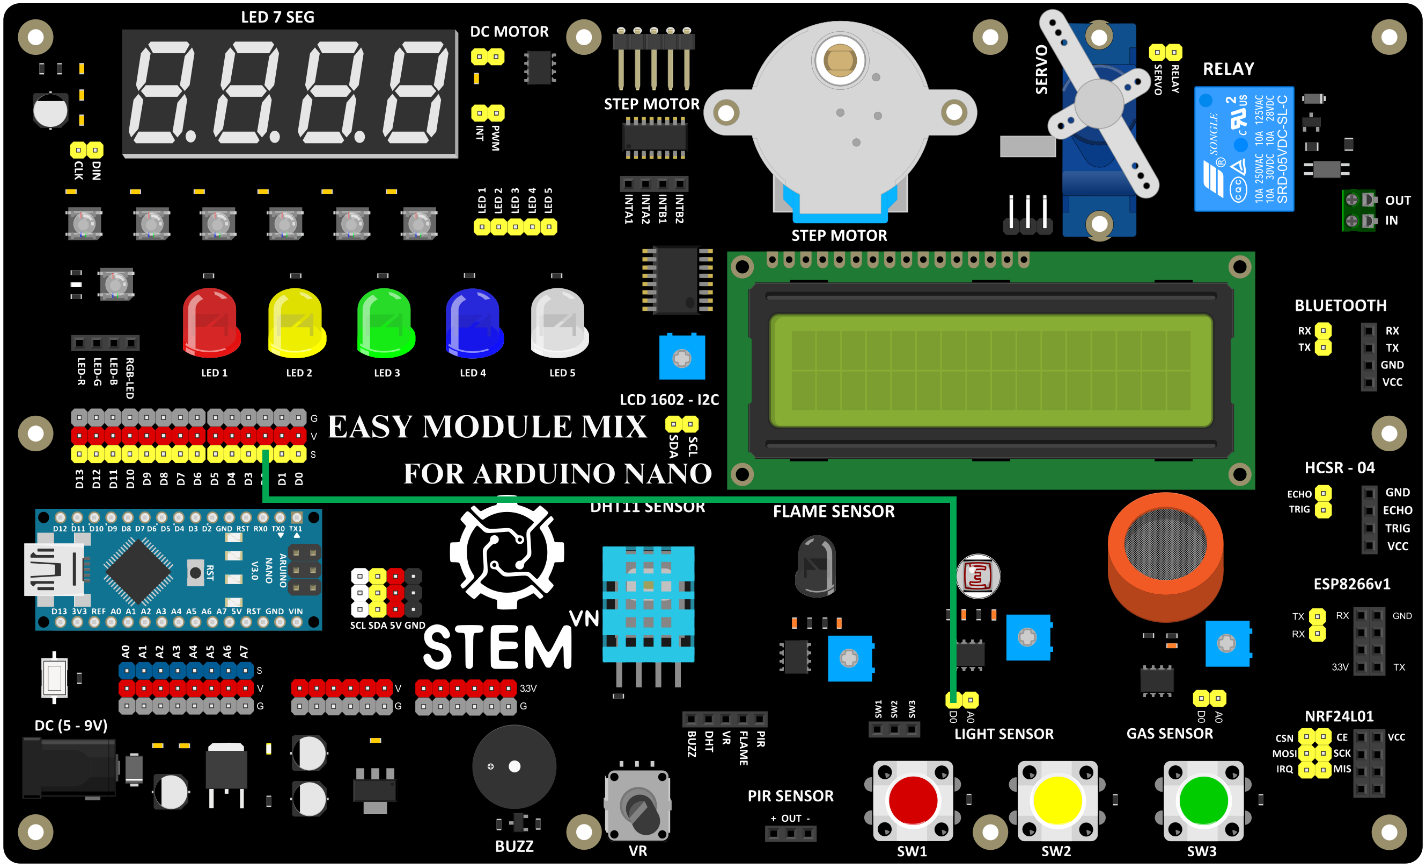 LED 7 SEG
DC MOTOR
INT
PWM
CLK
DIN
STEP MOTOR
INTA1
INTA2
INTB1
INTB2
STEP MOTOR
SERVO
SERVO
RELAY
RELAY
SONGLE
2
c US
10A 250VAC 10A 125VAC
10A 30VDC 10A 28VDC
SRD-05VDC-SL-C
OUT
IN
LED 1
LED 2
LED 3
LED 4
LED 5
LED-R
LED-G
LED-B
RGB-LED
LED 1
LED 2
LED 3
LED 4
LED 5
LCD 1602 - I2C
SDA
SCL
BLUETOOTH
RX
TX
RX
TX
GND
VCC
G
V
S
D13
D12
D11
D10
D9
D8
D7
D6
D5
D4
D3
D1
D0
EASY MODULE MIX
FOR ARDUINO NANO
HCSR - 04
ECHO
TRIG
GND
ECHO
TRIG
VCC
D12 D11 D10 D9 D8 D7 D6 D5 D4 D3 D2 GND RST RX0 TX0 TX1
RST
ARUINO
NANO
V3.0
D13 3V3 REF A0 A1 A2 A3 A4 A5 A6 A7 5V RST GND VIN
SCL SDA 5V GND
STEM
VN
DHT11 SENSOR
FLAME SENSOR
ESP8266v1
TX
RX
RX
GND
3.3V
TX
A0
A1
A2
A3
A4
A5
A6
A7
S
V
G
V
G
3.3V
G
DC (5 - 9V)
BUZZ
BUZZ
DHT
VR
FLAME
PIR
VR
PIR SENSOR
+ OUT -
SW1
SW2
SW3
D0
A0
LIGHT SENSOR
D0
A0
GAS SENSOR
NRF24L01
CSN
MOSI
IRQ
CE
SCK
MIS
VCC
SW1
SW2
SW3